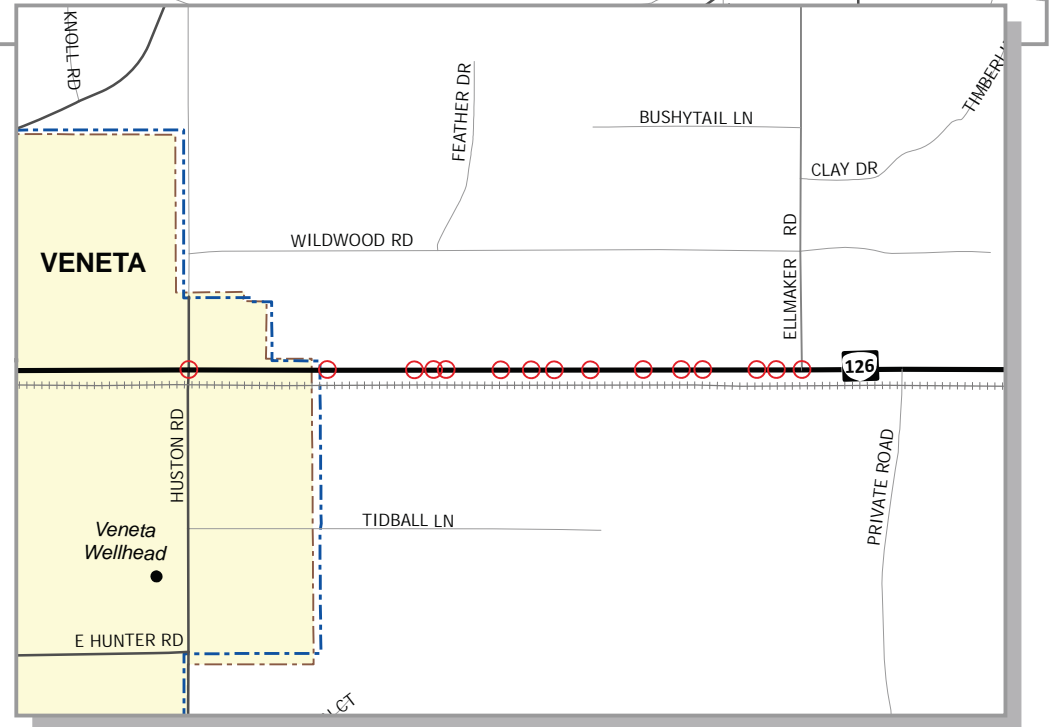 KNOLL RD
FEATHER DR
BUSHYTAIL LN
CLAY DR
WILDWOOD RD
ELLMAKER RD
VENETA
126
HUSTON RD
PRIVATE ROAD
TIDBALL LN
Veneta
Wellhead
E HUNTER RD